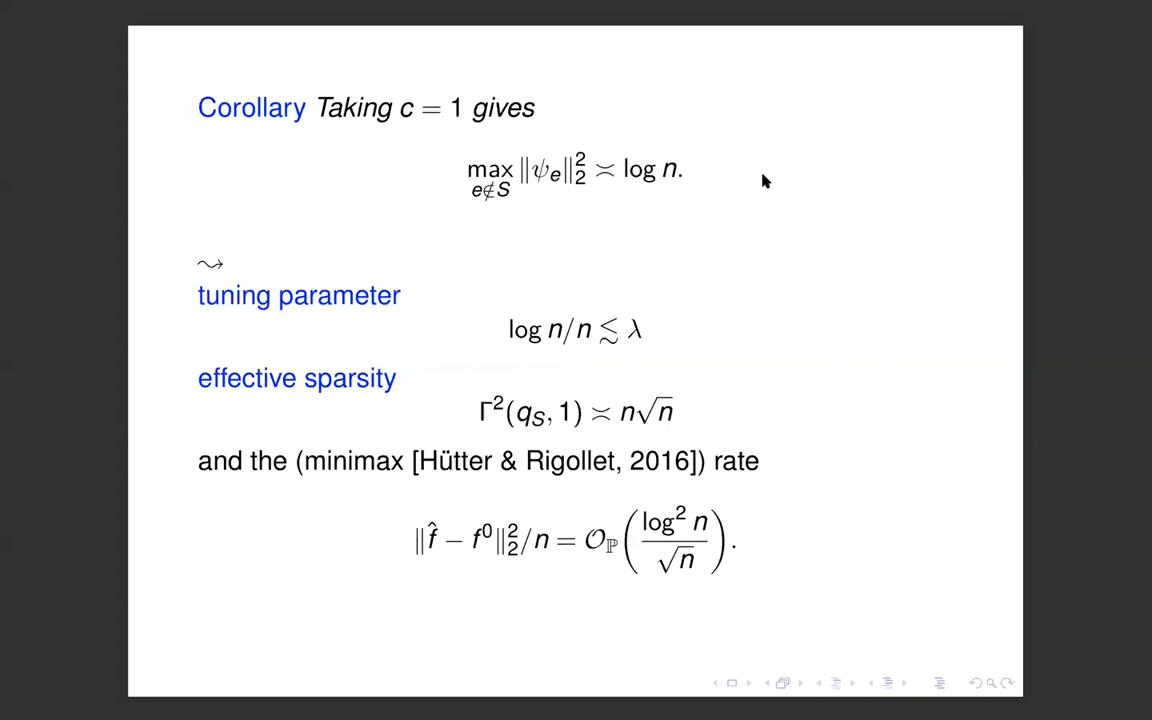 Corollary Taking c = 1 gives
max_{e∉S} ‖ψ_e‖₂² ≍ log n.
⇝
tuning parameter
log n/n ≲ λ
effective sparsity
Γ²(q_S, 1) ≍ n√n
and the (minimax [Hütter & Rigollet, 2016]) rate
‖f̂ − f⁰‖₂²/n = 𝒪_ℙ(log² n / √n).